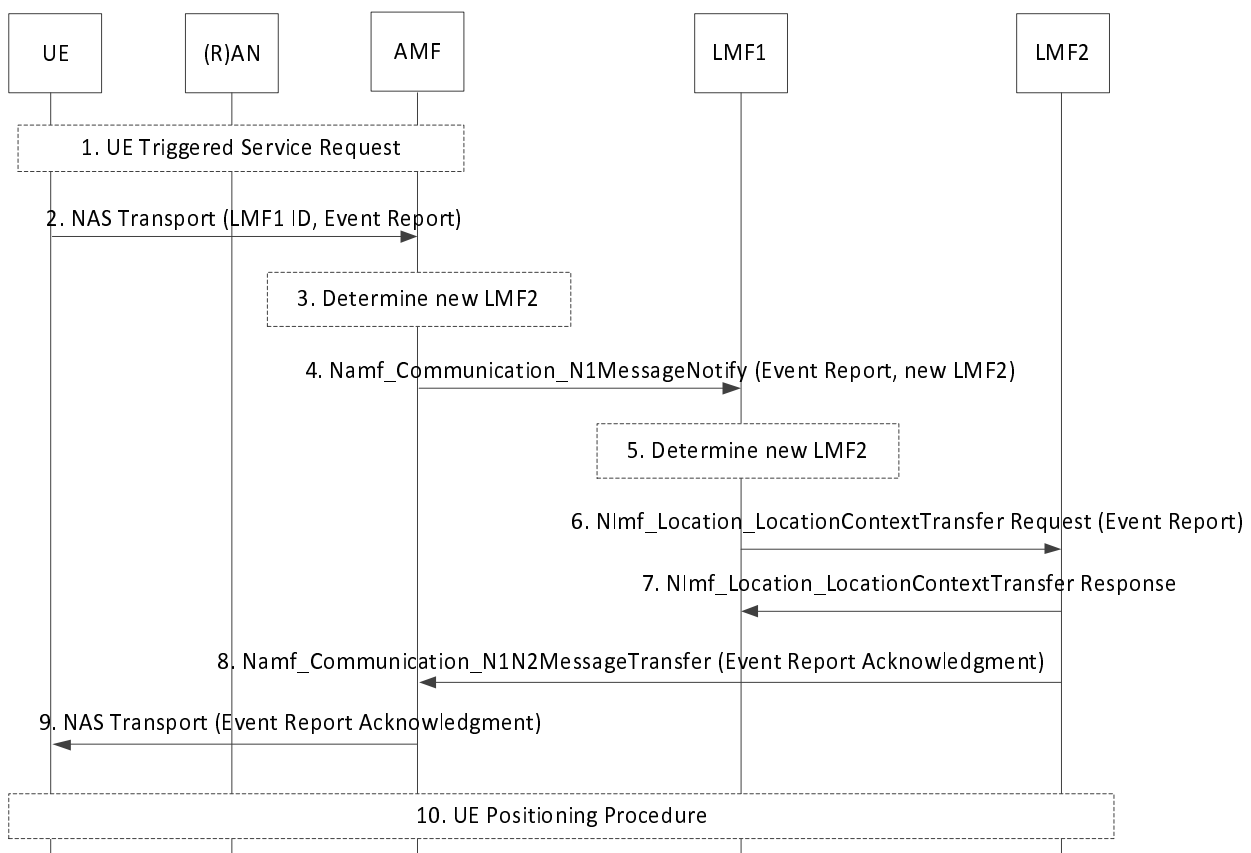 UE
(R)AN
AMF
LMF1
LMF2
1. UE Triggered Service Request
2. NAS Transport (LMF1 ID, Event Report)
3. Determine new LMF2
4. Namf_Communication_N1MessageNotify (Event Report, new LMF2)
5. Determine new LMF2
6. Nlmf_Location_LocationContextTransfer Request (Event Report)
7. Nlmf_Location_LocationContextTransfer Response
8. Namf_Communication_N1N2MessageTransfer (Event Report Acknowledgment)
9. NAS Transport (Event Report Acknowledgment)
10. UE Positioning Procedure